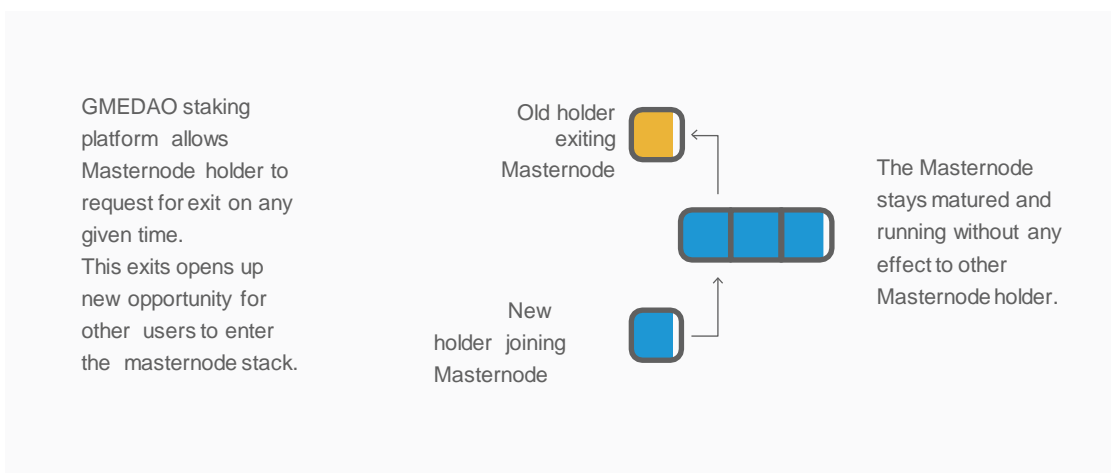 GMEDAO staking
platform allows
Masternode holder to
request for exit on any
given time.
This exits opens up
new opportunity for
other users to enter
the masternode stack.
Old holder
exiting
Masternode
New
holder joining
Masternode
The Masternode
stays matured and
running without any
effect to other
Masternode holder.